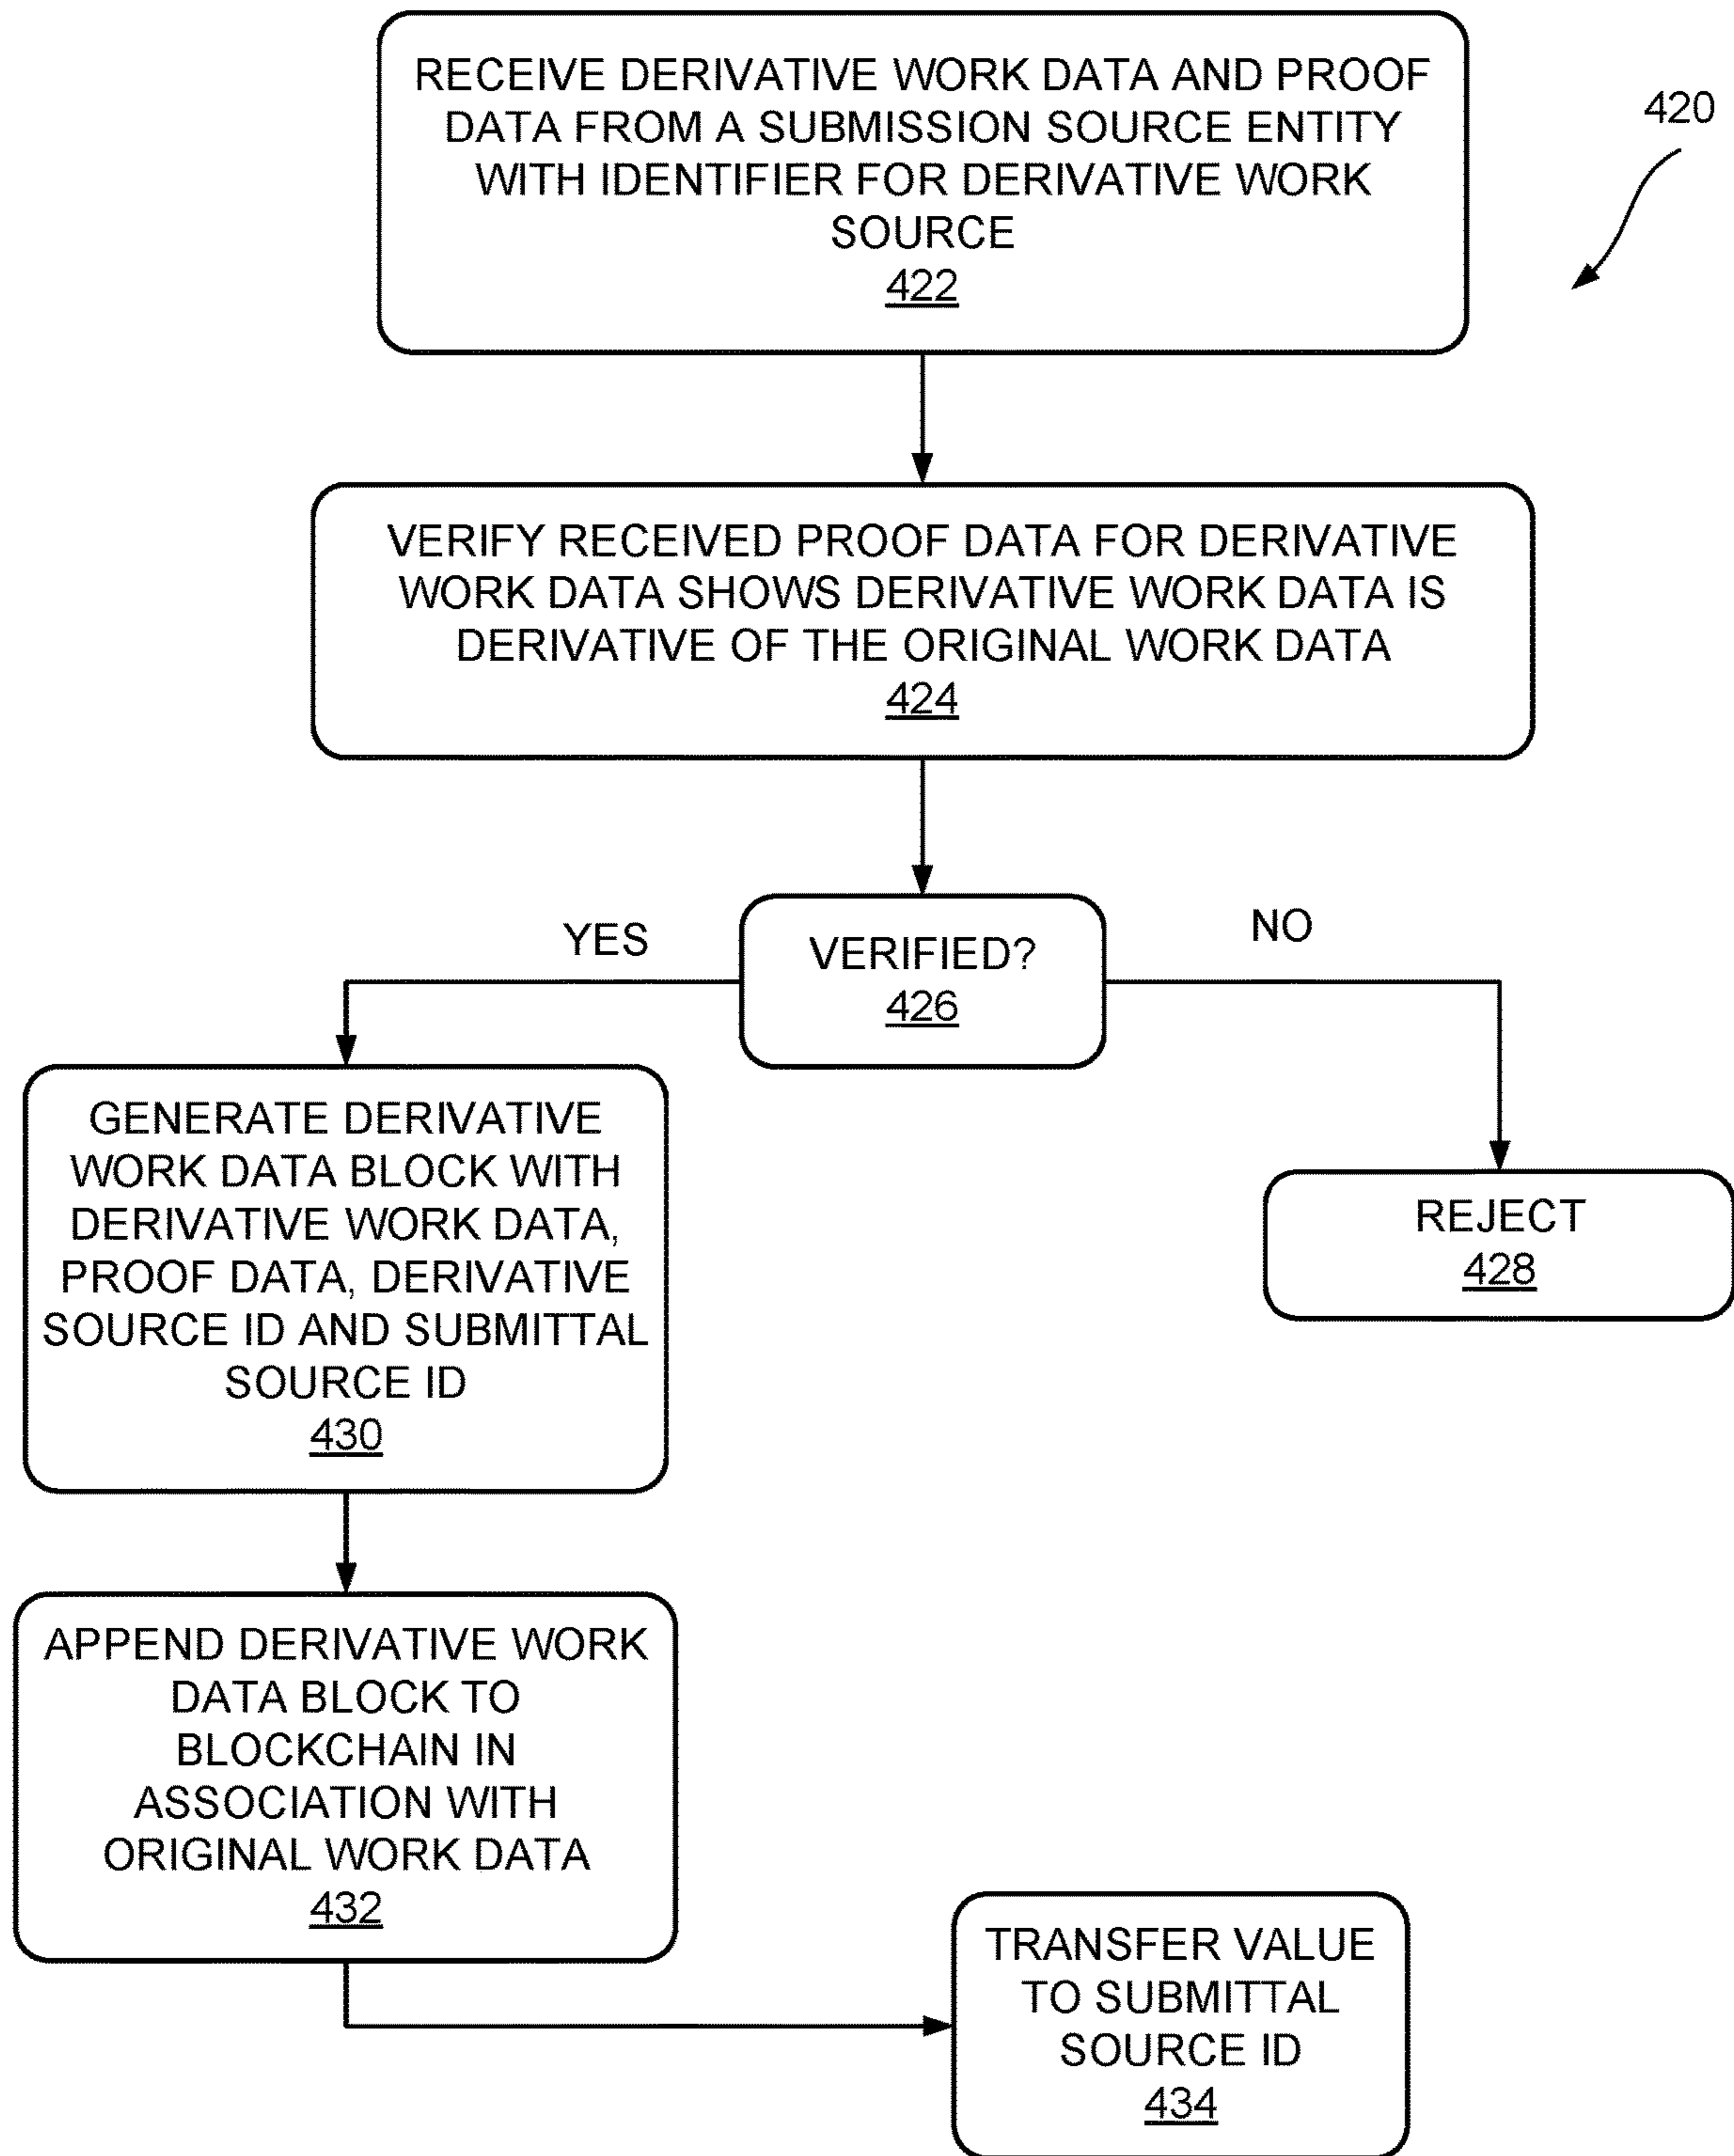 RECEIVE DERIVATIVE WORK DATA AND PROOF
DATA FROM A SUBMISSION SOURCE ENTITY
WITH IDENTIFIER FOR DERIVATIVE WORK
SOURCE
422
420
VERIFY RECEIVED PROOF DATA FOR DERIVATIVE
WORK DATA SHOWS DERIVATIVE WORK DATA IS
DERIVATIVE OF THE ORIGINAL WORK DATA
424
YES
VERIFIED?
426
NO
GENERATE DERIVATIVE
WORK DATA BLOCK WITH
DERIVATIVE WORK DATA,
PROOF DATA, DERIVATIVE
SOURCE ID AND SUBMITTAL
SOURCE ID
430
REJECT
428
APPEND DERIVATIVE WORK
DATA BLOCK TO
BLOCKCHAIN IN
ASSOCIATION WITH
ORIGINAL WORK DATA
432
TRANSFER VALUE
TO SUBMITTAL
SOURCE ID
434